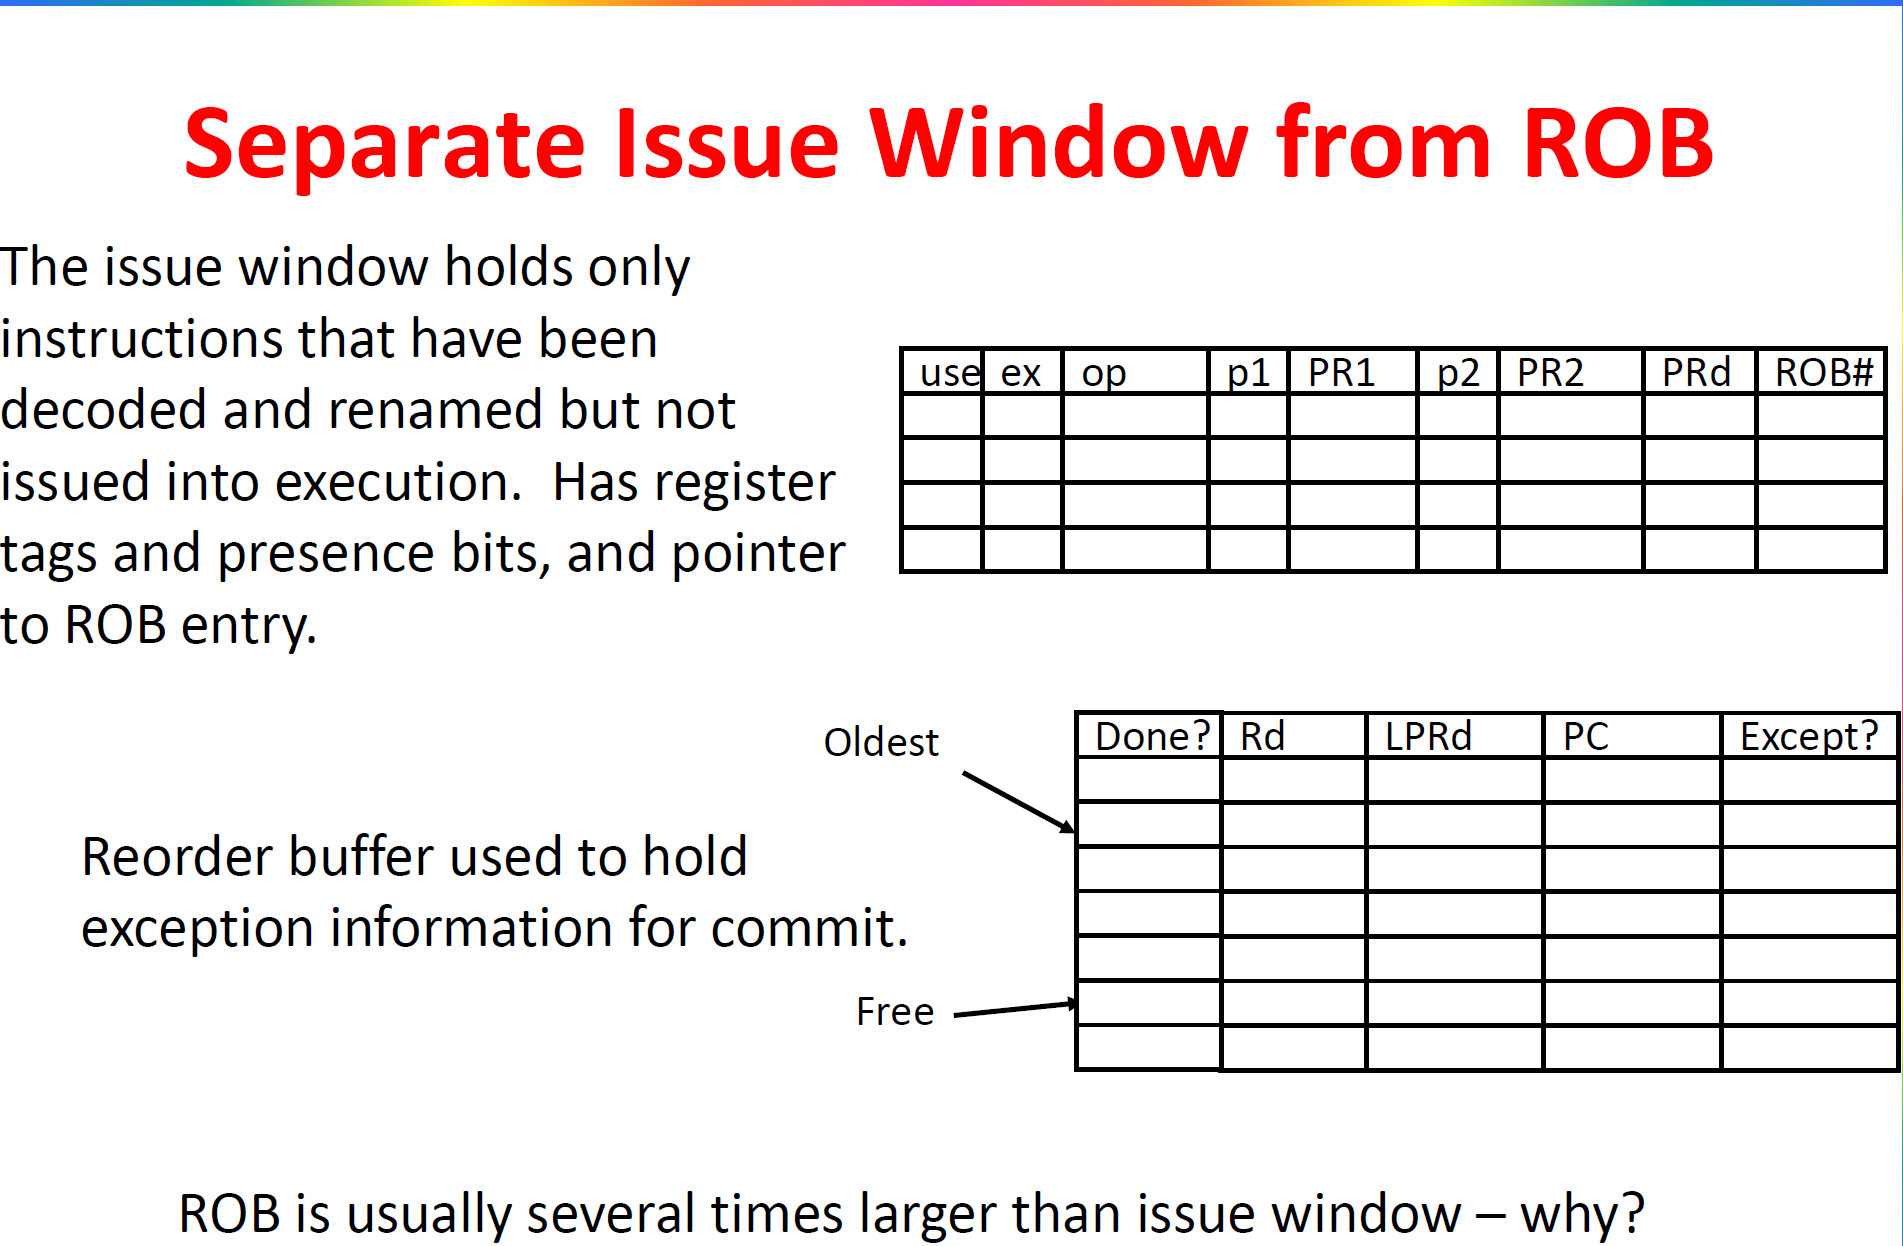 Separate Issue Window from ROB
The issue window holds only
instructions that have been
decoded and renamed but not
issued into execution.  Has register
tags and presence bits, and pointer
to ROB entry.
use ex op p1 PR1 p2 PR2 PRd ROB#
Oldest
Done? Rd LPRd PC Except?
Reorder buffer used to hold
exception information for commit.
Free
ROB is usually several times larger than issue window – why?